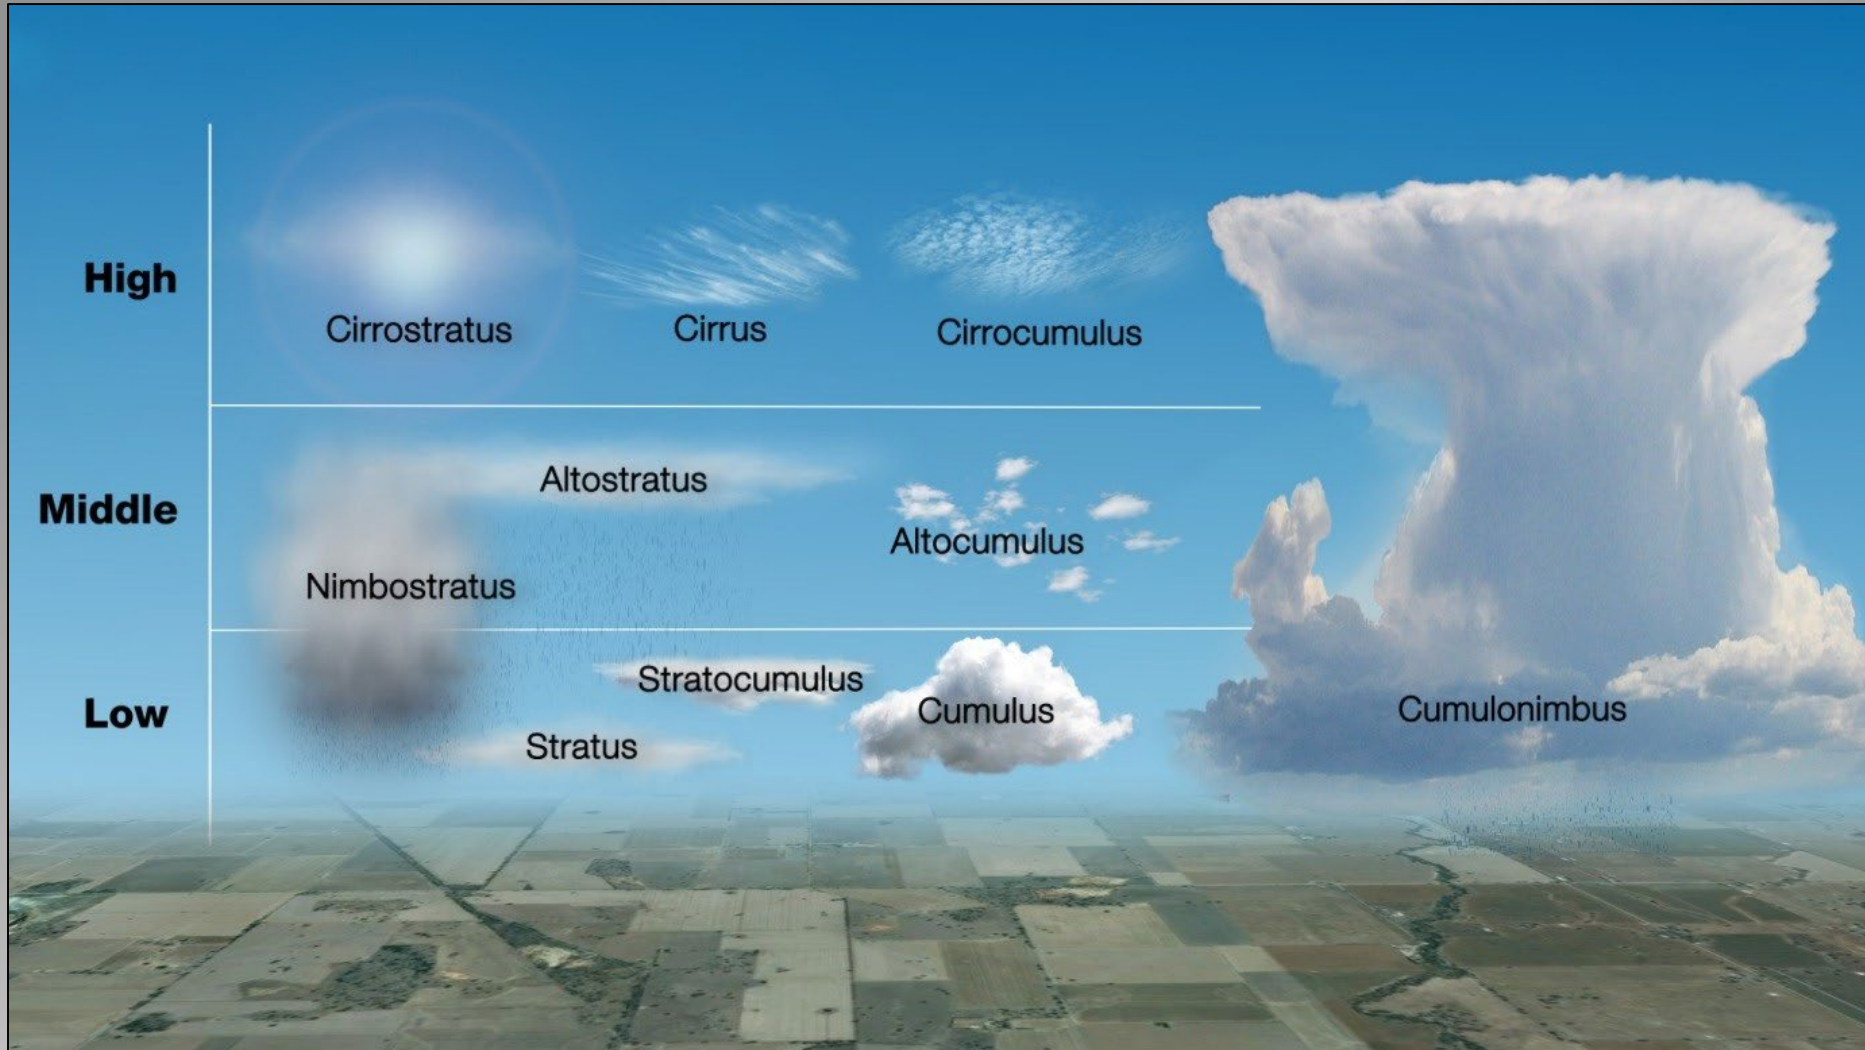 High
Cirrostratus
Cirrus
Cirrocumulus
Middle
Altostratus
Altocumulus
Nimbostratus
Low
Stratocumulus
Cumulus
Cumulonimbus
Stratus